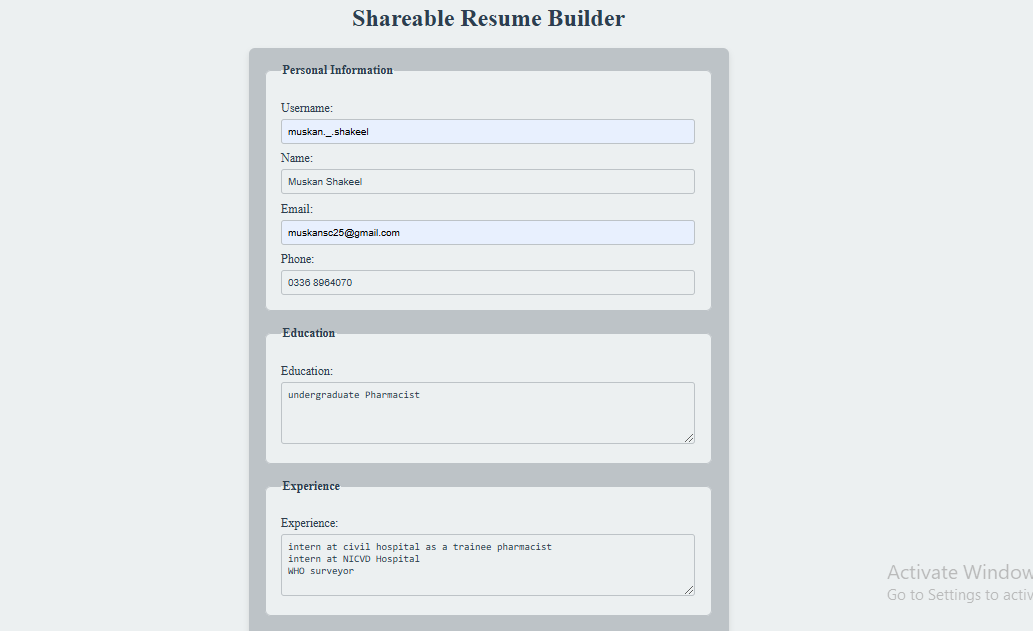 Shareable Resume Builder
Personal Information
Username:
muskan._.shakeel
Name:
Muskan Shakeel
Email:
muskansc25@gmail.com
Phone:
0336 8964070
Education
Education:
undergraduate Pharmacist
Experience
Experience:
intern at civil hospital as a trainee pharmacist
intern at NICVD Hospital
WHO surveyor
Activate Window
Go to Settings to activ